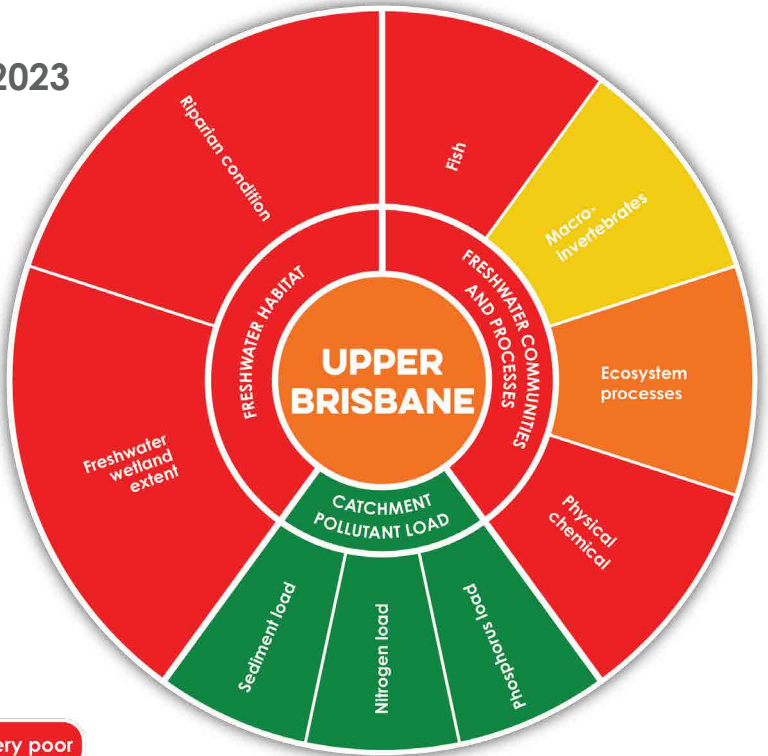 2023
Riparian condition
Fish
Macro-
invertebrates
FRESHWATER HABITAT
FRESHWATER COMMUNITIES
AND PROCESSES
UPPER
BRISBANE
Ecosystem
processes
Freshwater
wetland
extent
CATCHMENT
POLLUTANT LOAD
Physical
chemical
Sediment load
Nitrogen load
Phosphorus load
ery poor